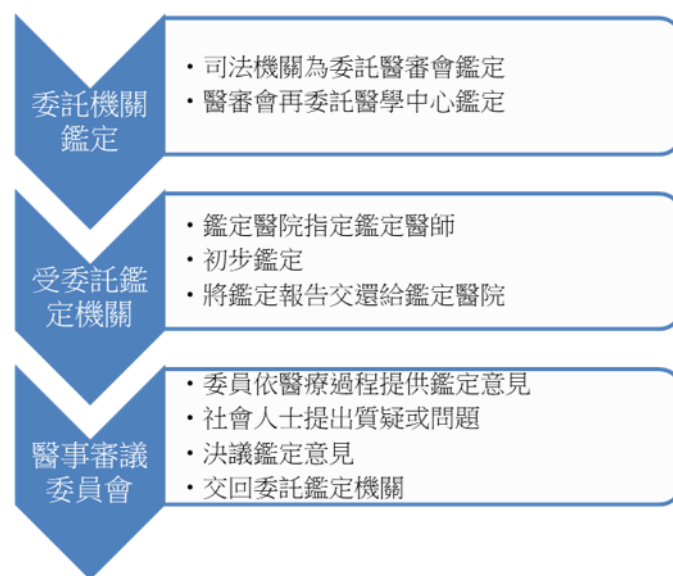 委託機關
鑑定
・司法機關為委託醫審會鑑定
・醫審會再委託醫學中心鑑定
受委託鑑
定機關
・鑑定醫院指定鑑定醫師
・初步鑑定
・將鑑定報告交還給鑑定醫院
醫事審議
委員會
・委員依醫療過程提供鑑定意見
・社會人士提出質疑或問題
・決議鑑定意見
・交回委託鑑定機關